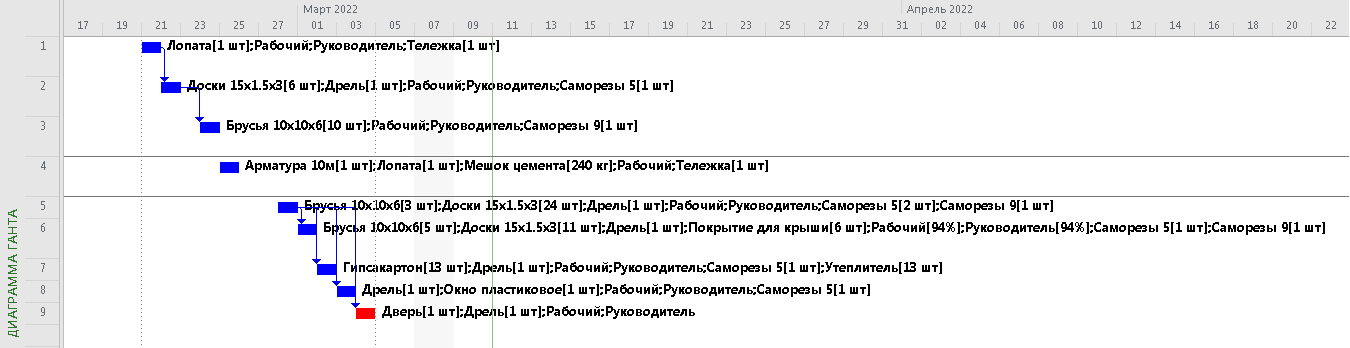 Март 2022 Апрель 2022
17 19 21 23 25 27 01 03 05 07 09 11 13 15 17 19 21 23 25 27 29 31 02 04 06 08 10 12 14 16 18 20 22
1 Лопата[1 шт];Рабочий;Руководитель;Тележка[1 шт]
2 Доски 15x1.5x3[6 шт];Дрель[1 шт];Рабочий;Руководитель;Саморезы 5[1 шт]
3 Брусья 10x10x6[10 шт];Рабочий;Руководитель;Саморезы 9[1 шт]
4 Арматура 10м[1 шт];Лопата[1 шт];Мешок цемента[240 кг];Рабочий;Тележка[1 шт]
5 Брусья 10x10x6[3 шт];Доски 15x1.5x3[24 шт];Дрель[1 шт];Рабочий;Руководитель;Саморезы 5[2 шт];Саморезы 9[1 шт]
6 Брусья 10x10x6[5 шт];Доски 15x1.5x3[11 шт];Дрель[1 шт];Покрытие для крыши[6 шт];Рабочий[94%];Руководитель[94%];Саморезы 5[1 шт];Саморезы 9[1 шт]
7 Гипсакартон[13 шт];Дрель[1 шт];Рабочий;Руководитель;Саморезы 5[1 шт];Утеплитель[13 шт]
8 Дрель[1 шт];Окно пластиковое[1 шт];Рабочий;Руководитель;Саморезы 5[1 шт]
9 Дверь[1 шт];Дрель[1 шт];Рабочий;Руководитель
ДИАГРАММА ГАНТА